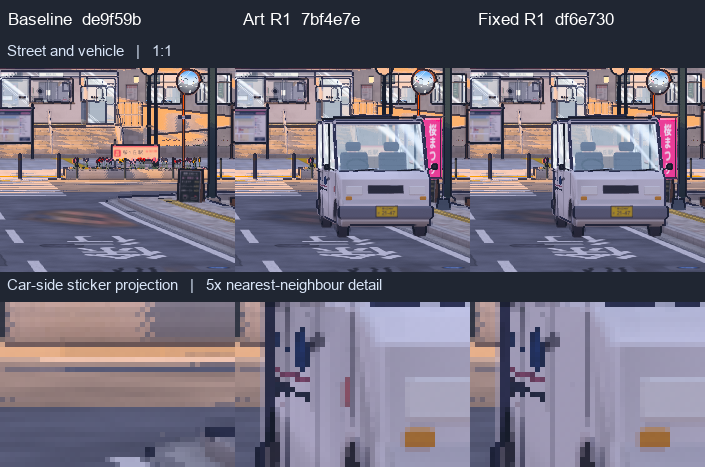 Baseline de9f59b
Art R1 7bf4e7e
Fixed R1 df6e730
Street and vehicle | 1:1
桜まつ
桜まつ
Car-side sticker projection | 5x nearest-neighbour detail